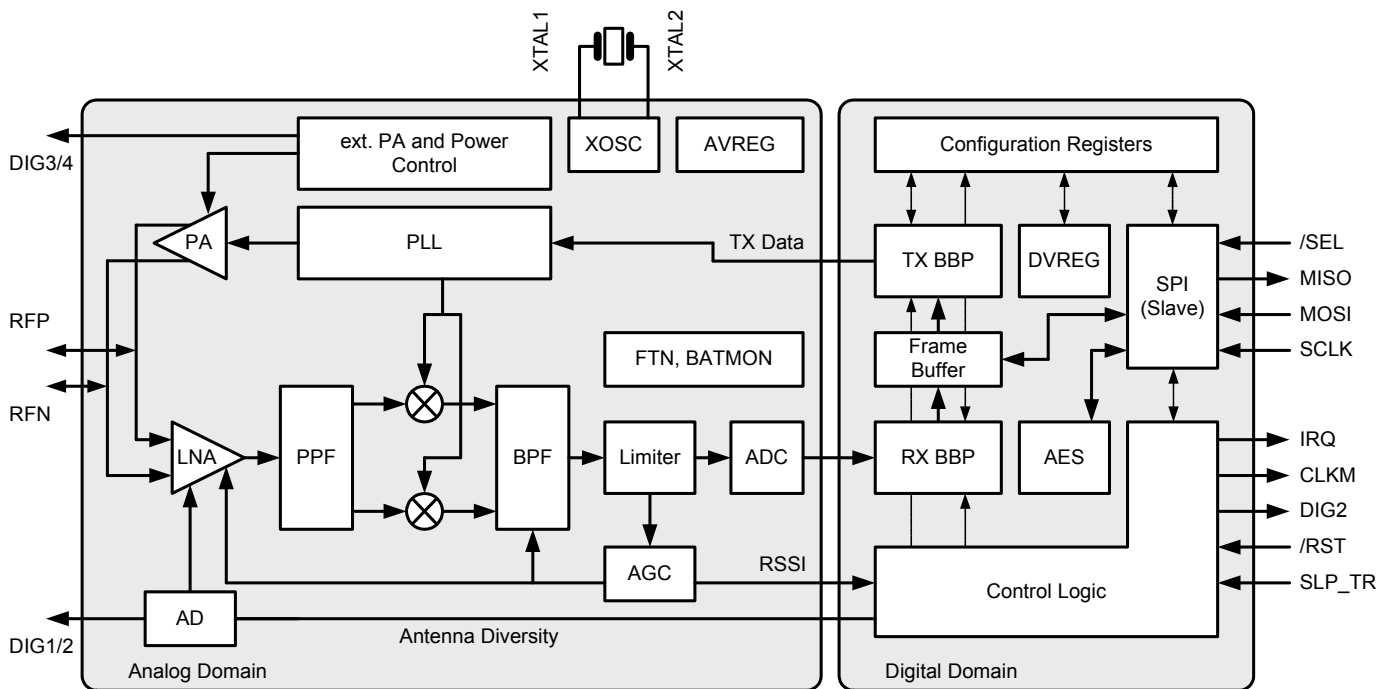 XTAL1
XTAL2
DIG3/4
ext. PA and Power
Control
XOSC
AVREG
Configuration Registers
PA
PLL
TX Data
TX BBP
DVREG
SPI
(Slave)
/SEL
MISO
MOSI
SCLK
RFP
RFN
FTN, BATMON
Frame
Buffer
LNA
PPF
BPF
Limiter
ADC
RX BBP
AES
IRQ
CLKM
DIG2
/RST
SLP_TR
AGC
RSSI
Control Logic
AD
DIG1/2
Antenna Diversity
Analog Domain
Digital Domain